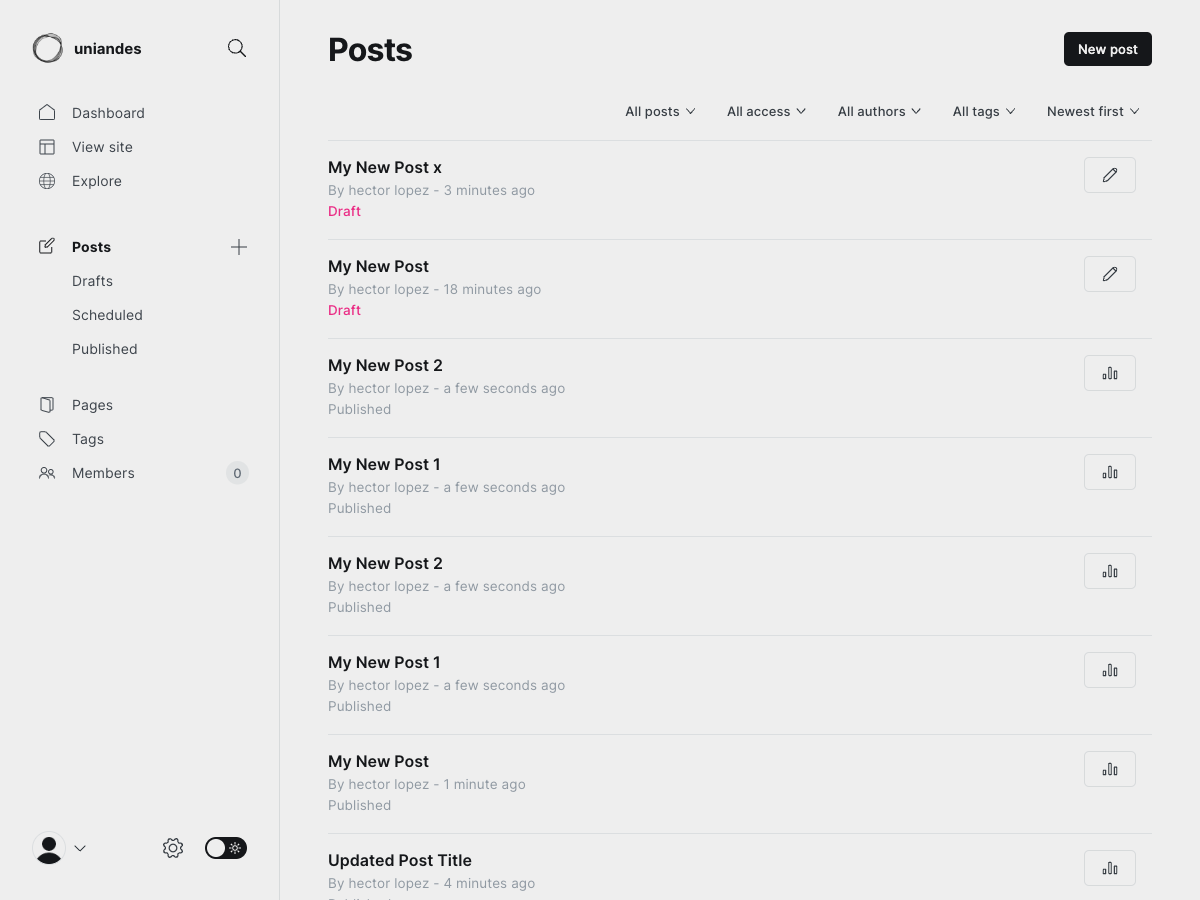 uniandes
Dashboard
View site
Explore
Posts
Drafts
Scheduled
Published
Pages
Tags
Members 0
Posts
New post
All posts All access All authors All tags Newest first
My New Post x
By hector lopez - 3 minutes ago
Draft
My New Post
By hector lopez - 18 minutes ago
Draft
My New Post 2
By hector lopez - a few seconds ago
Published
My New Post 1
By hector lopez - a few seconds ago
Published
My New Post 2
By hector lopez - a few seconds ago
Published
My New Post 1
By hector lopez - a few seconds ago
Published
My New Post
By hector lopez - 1 minute ago
Published
Updated Post Title
By hector lopez - 4 minutes ago